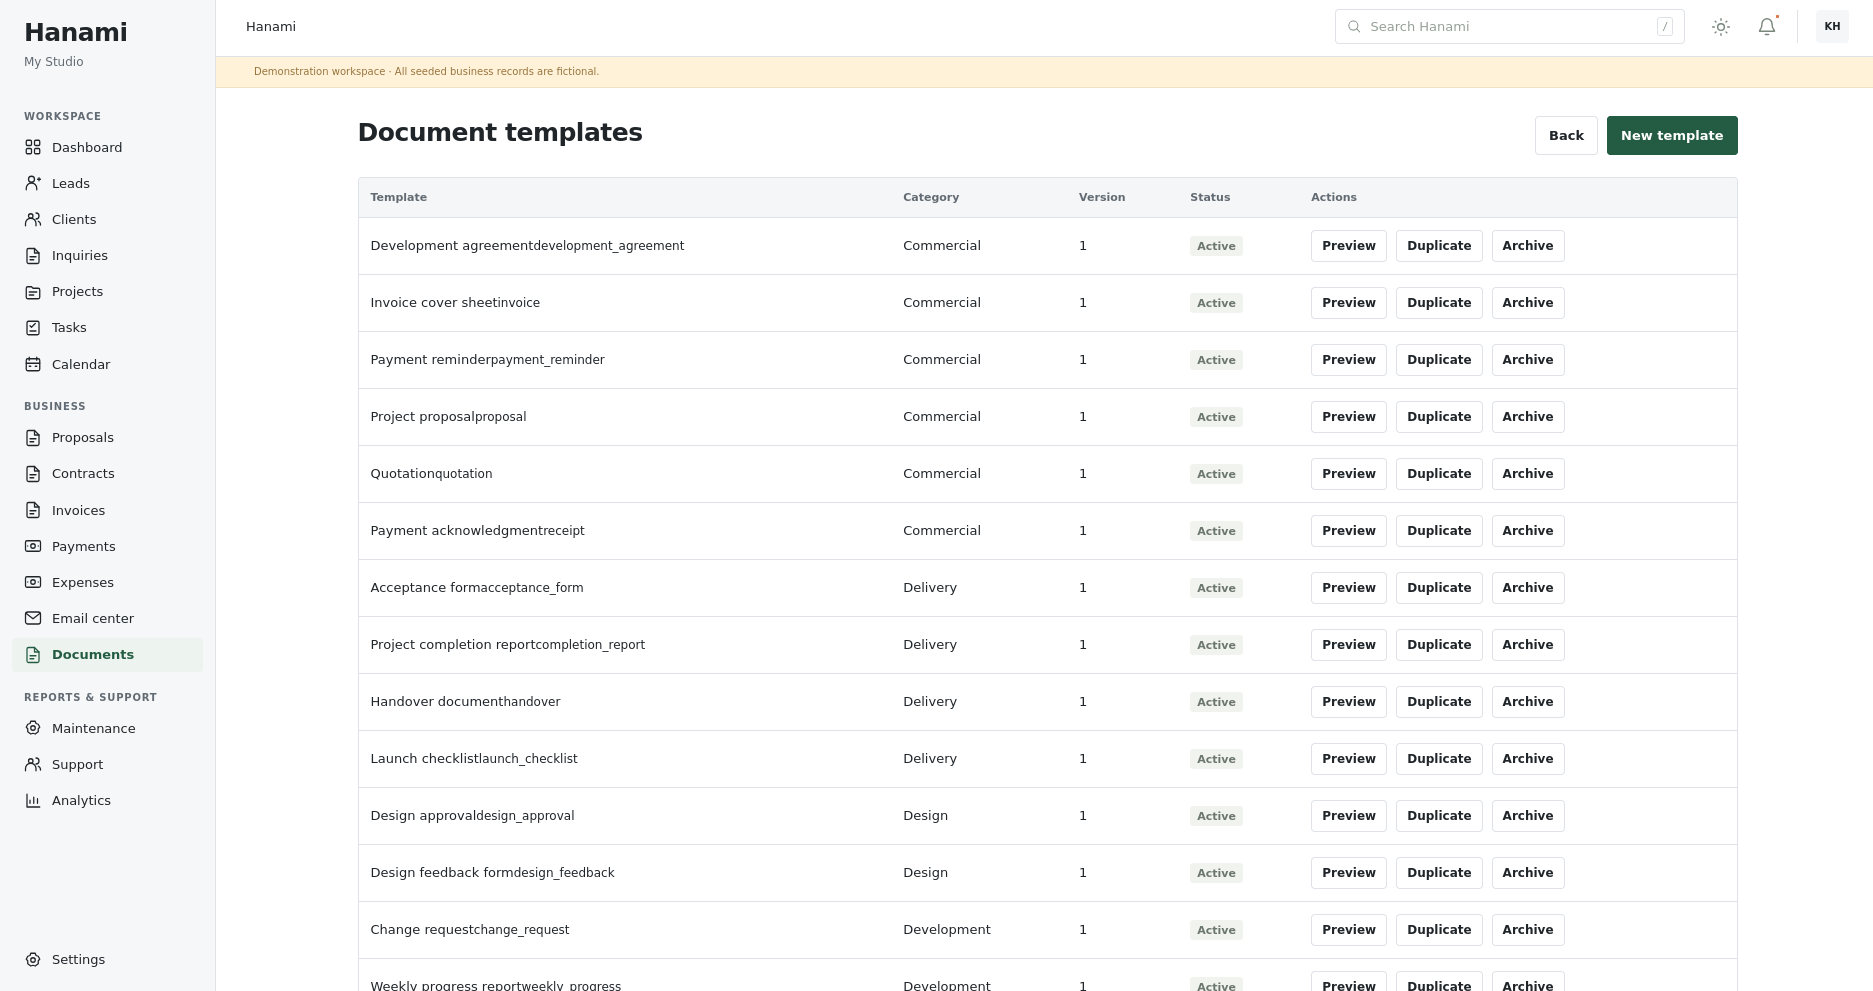 Hanami
My Studio
WORKSPACE
Dashboard
Leads
Clients
Inquiries
Projects
Tasks
Calendar
BUSINESS
Proposals
Contracts
Invoices
Payments
Expenses
Email center
Documents
REPORTS & SUPPORT
Maintenance
Support
Analytics
Settings
Hanami
Search Hanami /
KH
Demonstration workspace · All seeded business records are fictional.
Document templates
Back New template
Template Category Version Status Actions
Development agreementdevelopment_agreement Commercial 1 Active Preview Duplicate Archive
Invoice cover sheetinvoice Commercial 1 Active Preview Duplicate Archive
Payment reminderpayment_reminder Commercial 1 Active Preview Duplicate Archive
Project proposalproposal Commercial 1 Active Preview Duplicate Archive
Quotationquotation Commercial 1 Active Preview Duplicate Archive
Payment acknowledgmentreceipt Commercial 1 Active Preview Duplicate Archive
Acceptance formacceptance_form Delivery 1 Active Preview Duplicate Archive
Project completion reportcompletion_report Delivery 1 Active Preview Duplicate Archive
Handover documenthandover Delivery 1 Active Preview Duplicate Archive
Launch checklistlaunch_checklist Delivery 1 Active Preview Duplicate Archive
Design approvaldesign_approval Design 1 Active Preview Duplicate Archive
Design feedback formdesign_feedback Design 1 Active Preview Duplicate Archive
Change requestchange_request Development 1 Active Preview Duplicate Archive
Weekly progress reportweekly_progress Development 1 Active Preview Duplicate Archive